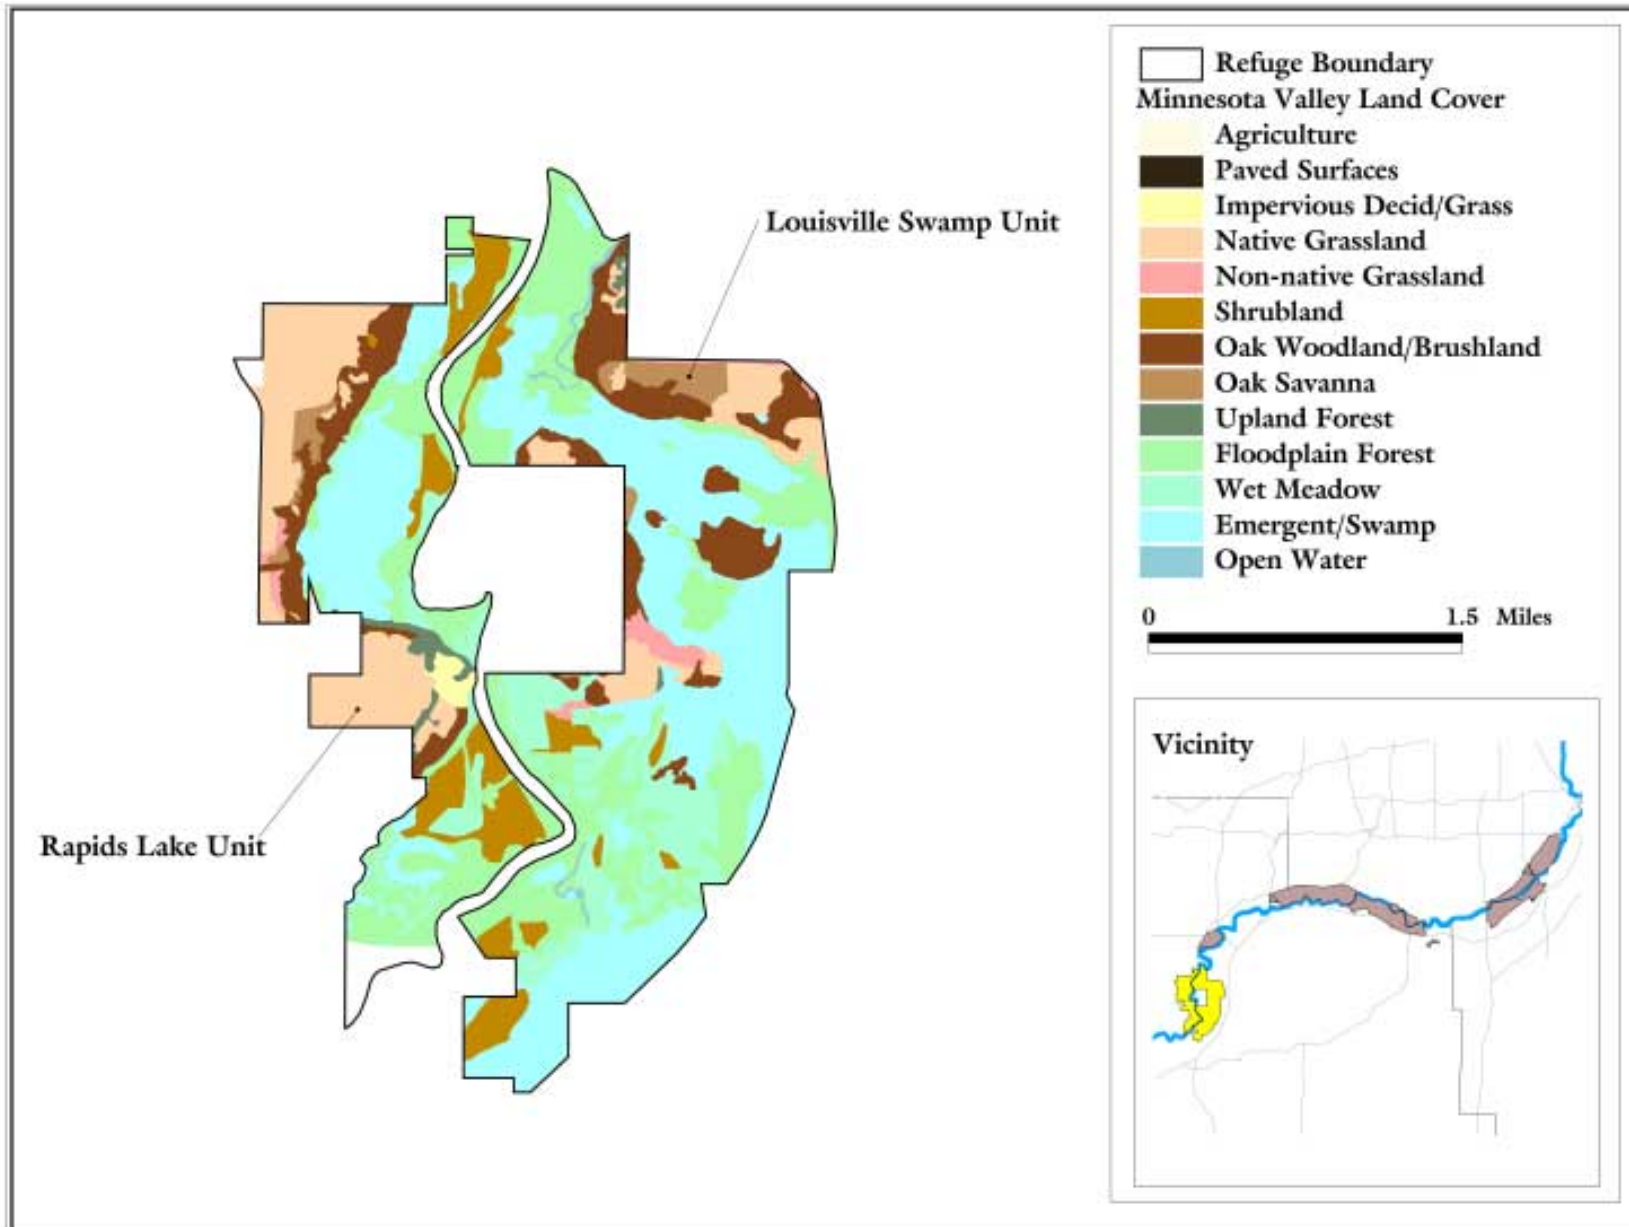 Louisville Swamp Unit
Rapids Lake Unit
Refuge Boundary
Minnesota Valley Land Cover
Agriculture
Paved Surfaces
Impervious Decid/Grass
Native Grassland
Non-native Grassland
Shrubland
Oak Woodland/Brushland
Oak Savanna
Upland Forest
Floodplain Forest
Wet Meadow
Emergent/Swamp
Open Water
0 1.5 Miles
Vicinity